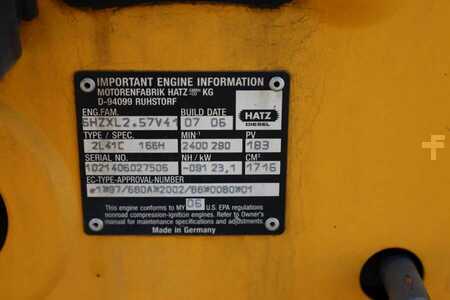 IMPORTANT ENGINE INFORMATION
MOTORENFABRIK HATZ KG
D-94099 RUHSTORF
ENG.FAM. BUILD DATE
6HZXL2.57V41 07 06
HATZ
DIESEL
TYPE / SPEC. MIN-1 PV
2L41C 166H 2400 280 183
SERIAL NO. NH / kW CM³
1021406027506 -081 23,1 1716
EC-TYPE-APPROVAL-NUMBER
e1*97/68DA*2002/88*0080*01
This engine conforms to MY 06 U.S. EPA regulations
nonroad compression-ignition engines. Refer to Owner's
manual for maintenance specifications and adjustments.
Made in Germany